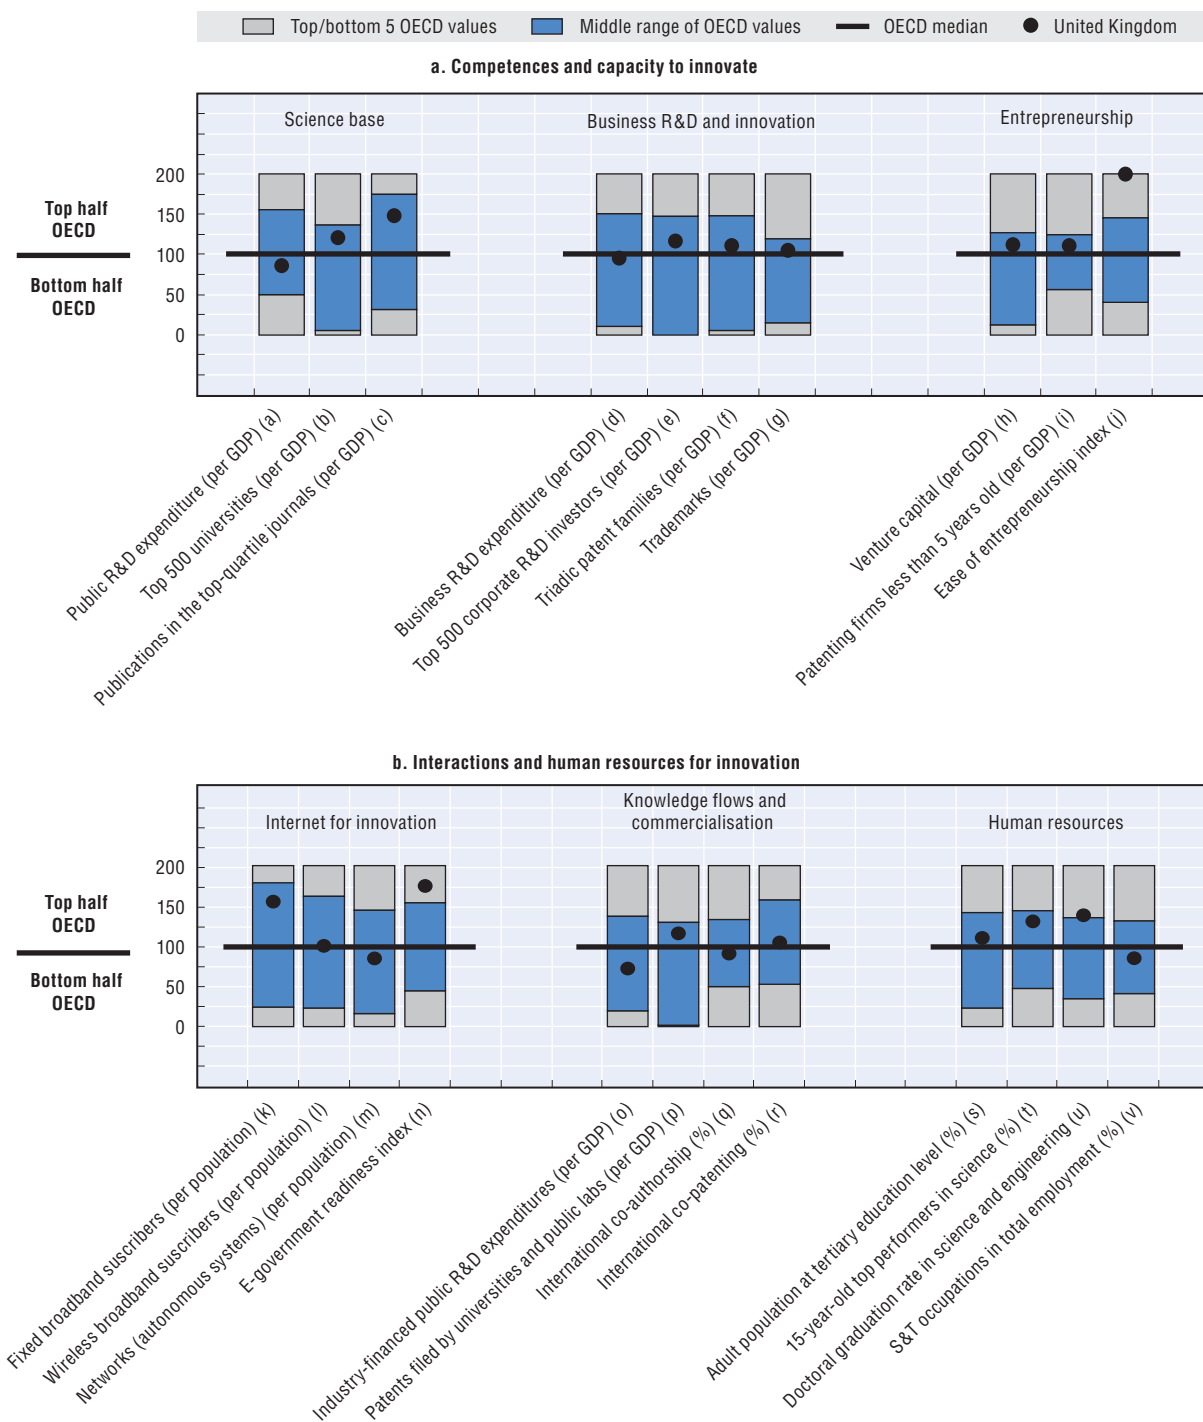 Top/bottom 5 OECD values Middle range of OECD values OECD median United Kingdom
a. Competences and capacity to innovate
Science base
Business R&D and innovation
Entrepreneurship
200
150
100
50
0
Top half
OECD
Bottom half
OECD
Public R&D expenditure (per GDP) (a)
Top 500 universities (per GDP) (b)
Publications in the top-quartile journals (per GDP) (c)
Business R&D expenditure (per GDP) (d)
Top 500 corporate R&D investors (per GDP) (e)
Triadic patent families (per GDP) (f)
Trademarks (per GDP) (g)
Venture capital (per GDP) (h)
Patenting firms less than 5 years old (per GDP) (i)
Ease of entrepreneurship index (j)
b. Interactions and human resources for innovation
Internet for innovation
Knowledge flows and
commercialisation
Human resources
200
150
100
50
0
Top half
OECD
Bottom half
OECD
Fixed broadband suscribers (per population) (k)
Wireless broadband suscribers (per population) (l)
Networks (autonomous systems) (per population) (m)
E-government readiness index (n)
Industry-financed public R&D expenditures (per GDP) (o)
Patents filed by universities and public labs (per GDP) (p)
International co-authorship (%) (q)
International co-patenting (%) (r)
Adult population at tertiary education level (%) (s)
15-year-old top performers in science (%) (t)
Doctoral graduation rate in science and engineering (u)
S&T occupations in total employment (%) (v)